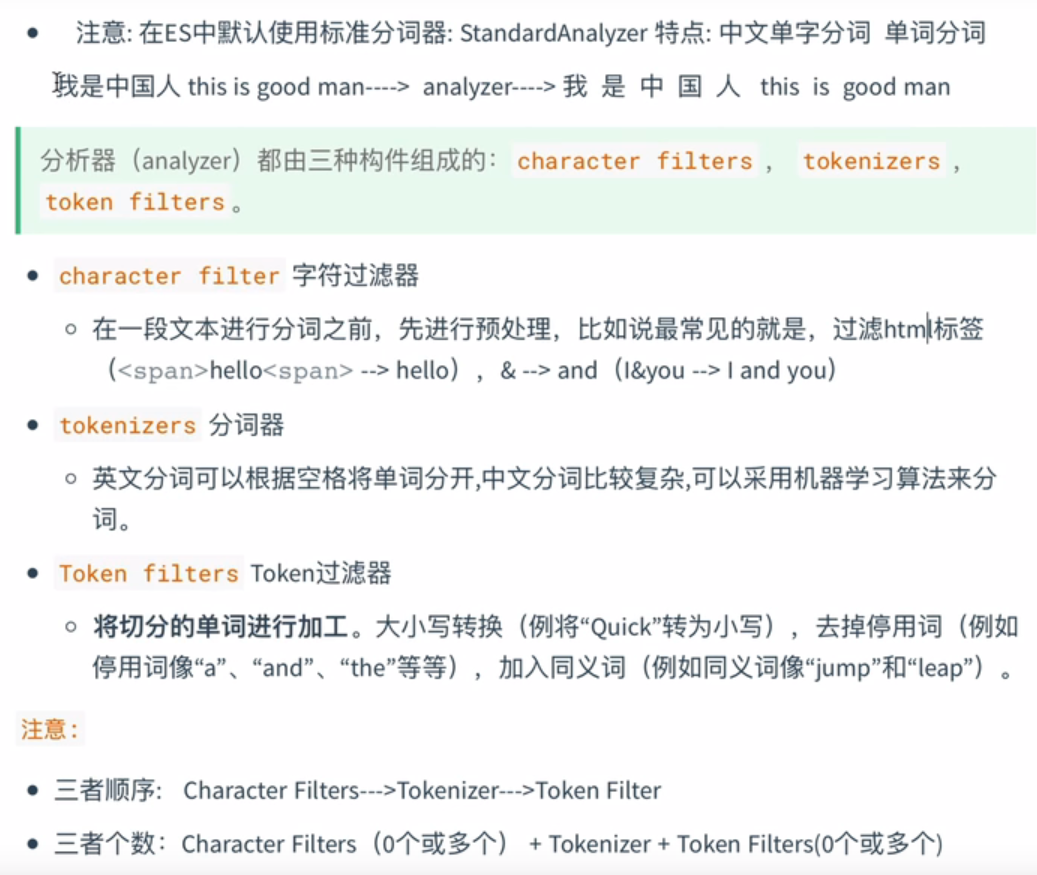 注意: 在ES中默认使用标准分词器: StandardAnalyzer 特点: 中文单字分词 单词分词
我是中国人 this is good man----> analyzer----> 我 是 中 国 人 this is good man
分析器（analyzer）都由三种构件组成的：character filters，tokenizers，
token filters。
character filter 字符过滤器
在一段文本进行分词之前，先进行预处理，比如说最常见的就是，过滤html标签
（<span>hello<span> --> hello），& --> and（I&you --> I and you）
tokenizers 分词器
英文分词可以根据空格将单词分开,中文分词比较复杂,可以采用机器学习算法来分
词。
Token filters Token过滤器
将切分的单词进行加工。大小写转换（例将“Quick”转为小写），去掉停用词（例如
停用词像“a”、“and”、“the”等等），加入同义词（例如同义词像“jump”和“leap”）。
注意:
三者顺序: Character Filters--->Tokenizer--->Token Filter
三者个数：Character Filters（0个或多个） + Tokenizer + Token Filters(0个或多个)